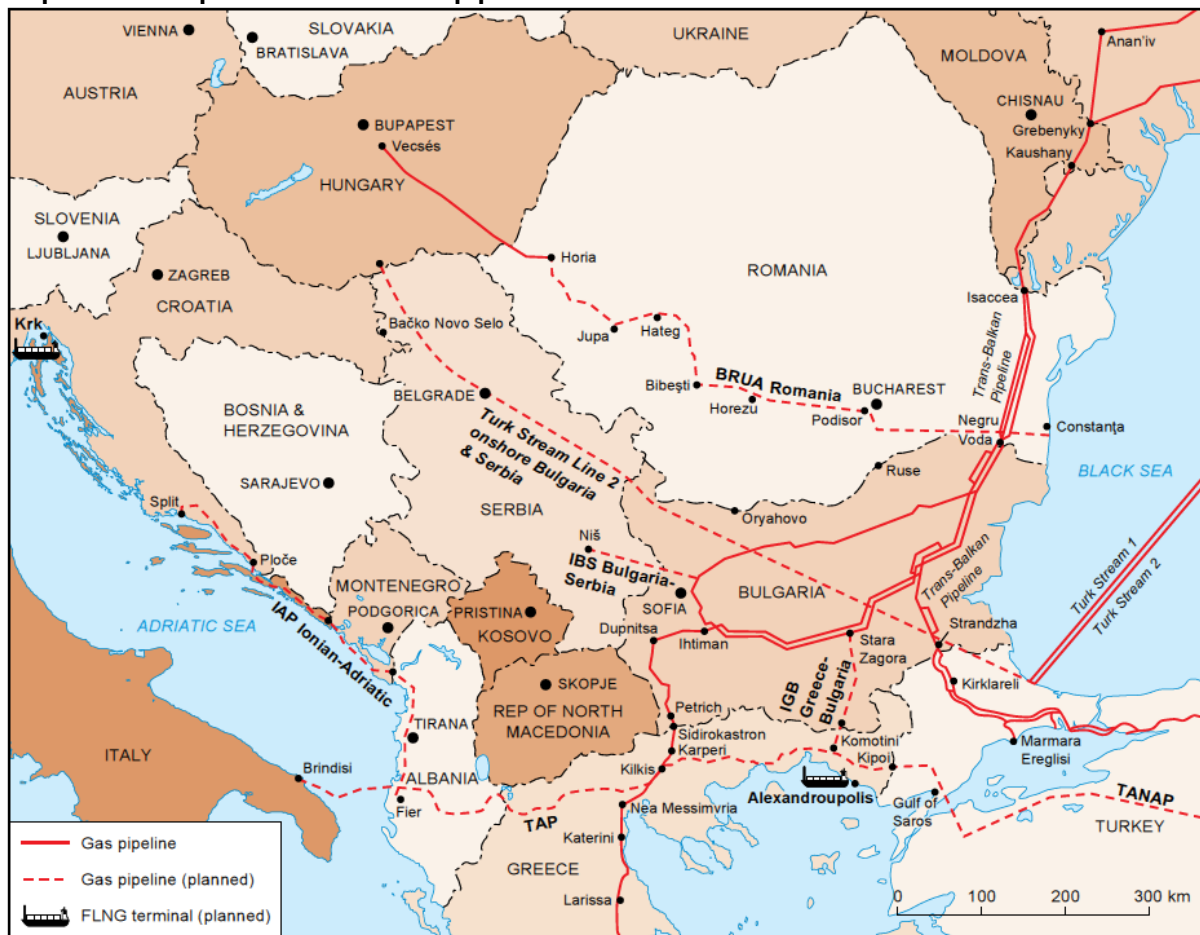 VIENNA
SLOVAKIA
BRATISLAVA
UKRAINE
MOLDOVA
Anan'iv
AUSTRIA
CHISNAU
BUPAPEST
Grebenyky
Vecsés
Kaushany
HUNGARY
SLOVENIA
LJUBLJANA
Horia
ROMANIA
ZAGREB
CROATIA
Isaccea
Krk
Bačko Novo Selo
Jupa
Hateg
Trans-Balkan
Pipeline
BELGRADE
Bibeşti
BRUA Romania
BUCHAREST
Horezu
Podisor
BOSNIA &
HERZEGOVINA
Turk Stream Line 2
onshore Bulgaria
& Serbia
Negru
Voda
Constanţa
Ruse
BLACK SEA
SARAJEVO
Split
SERBIA
Oryahovo
Niš
Ploče
IBS Bulgaria-
Serbia
Trans-Balkan
Pipeline
Turk Stream 1
Turk Stream 2
MONTENEGRO
PODGORICA
PRISTINA
KOSOVO
SOFIA
BULGARIA
ADRIATIC SEA
IAP Ionian-Adriatic
Dupnitsa
Ihtiman
Stara
Zagora
Strandzha
IGB
Greece-
Bulgaria
Kirklareli
SKOPJE
REP OF NORTH
MACEDONIA
Petrich
Sidirokastron
Karperi
TIRANA
Komotini
Kipoi
Marmara
Ereglisi
ITALY
Brindisi
ALBANIA
Kilkis
Fier
Alexandroupolis
Gulf of
Saros
TANAP
Nea Messimvria
TAP
TURKEY
Katerini
GREECE
Larissa
Gas pipeline
Gas pipeline (planned)
FLNG terminal (planned)
0 100 200 300 km